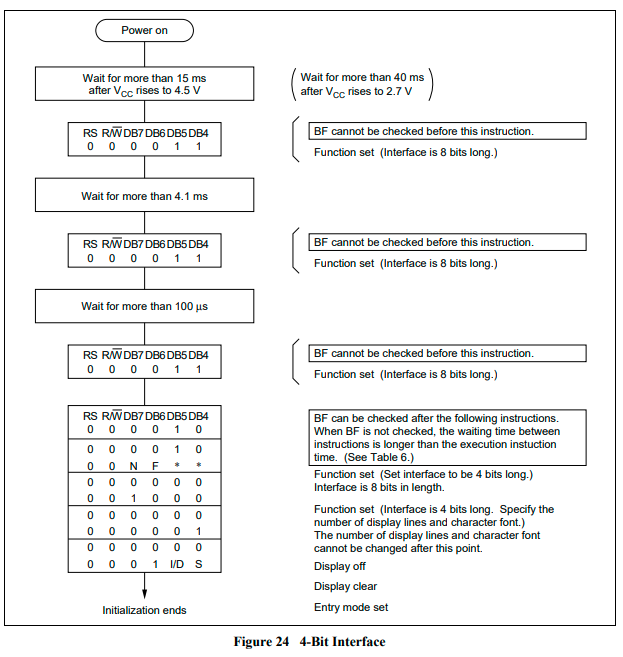 Power on
Wait for more than 15 ms
after VCC rises to 4.5 V
Wait for more than 40 ms
after VCC rises to 2.7 V
RS R/W DB7 DB6 DB5 DB4
0 0 0 0 1 1
BF cannot be checked before this instruction.
Function set (Interface is 8 bits long.)
Wait for more than 4.1 ms
RS R/W DB7 DB6 DB5 DB4
0 0 0 0 1 1
BF cannot be checked before this instruction.
Function set (Interface is 8 bits long.)
Wait for more than 100 µs
RS R/W DB7 DB6 DB5 DB4
0 0 0 0 1 1
BF cannot be checked before this instruction.
Function set (Interface is 8 bits long.)
RS R/W DB7 DB6 DB5 DB4
0 0 0 0 1 0
0 0 0 0 1 0
0 0 N F * *
0 0 0 0 0 0
0 0 1 0 0 0
0 0 0 0 0 0
0 0 0 0 0 1
0 0 0 0 0 0
0 0 0 1 I/D S
BF can be checked after the following instructions.
When BF is not checked, the waiting time between
instructions is longer than the execution instuction
time. (See Table 6.)
Function set (Set interface to be 4 bits long.)
Interface is 8 bits in length.
Function set (Interface is 4 bits long. Specify the
number of display lines and character font.)
The number of display lines and character font
cannot be changed after this point.
Display off
Display clear
Entry mode set
Initialization ends
Figure 24 4-Bit Interface